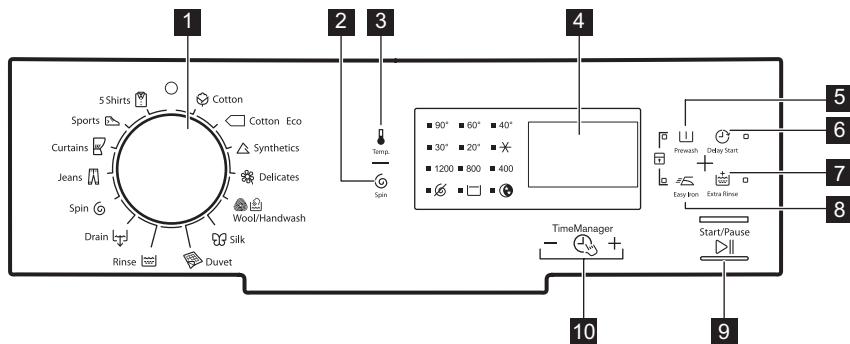 1
2
3
4
5
6
7
8
9
10
5 Shirts
Cotton
Sports
Cotton Eco
Curtains
Synthetics
Jeans
Delicates
Spin
Wool/Handwash
Drain
Silk
Rinse
Duvet
Temp.
Spin
90° 60° 40°
30° 20°
1200 800 400
TimeManager
− +
Prewash
Delay Start
Easy Iron
Extra Rinse
Start/Pause